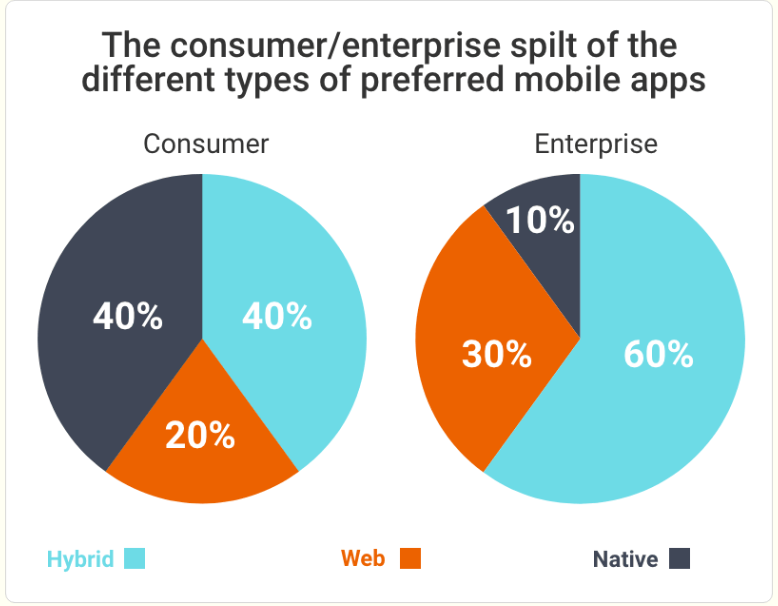 The consumer/enterprise spilt of the
different types of preferred mobile apps
Consumer
Enterprise
40%
40%
20%
10%
30%
60%
Hybrid
Web
Native